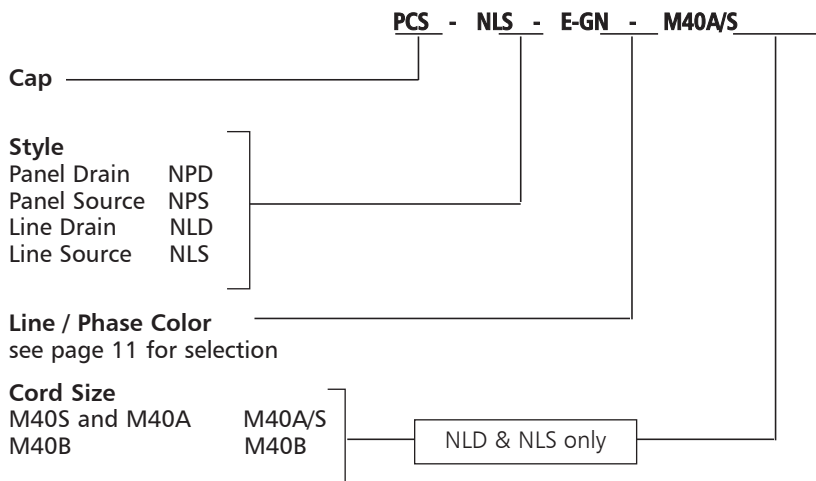 PCS - NLS - E-GN - M40A/S
Cap
Style
Panel Drain NPD
Panel Source NPS
Line Drain NLD
Line Source NLS
Line / Phase Color
see page 11 for selection
Cord Size
M40S and M40A M40A/S
M40B M40B
NLD & NLS only